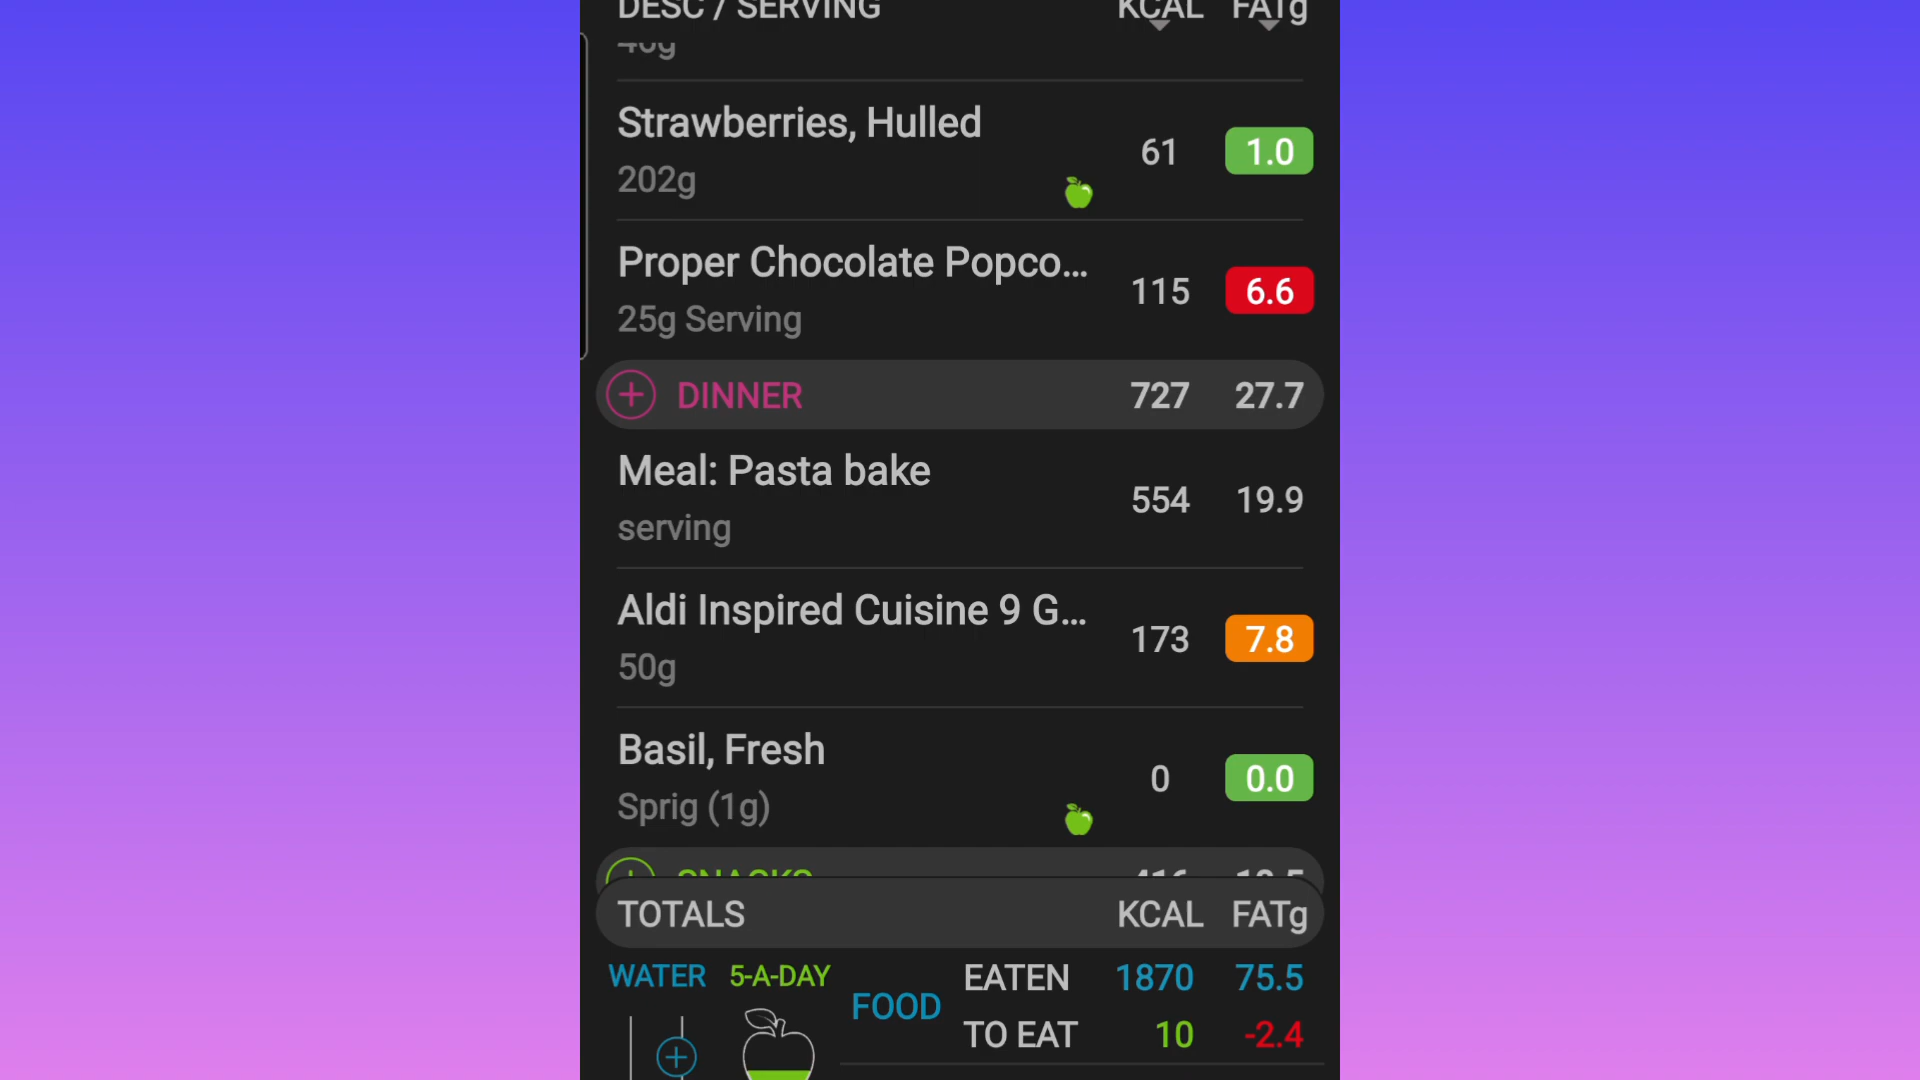 DESC / SERVING KCAL FATg
Strawberries, Hulled
202g
61 1.0
Proper Chocolate Popco...
25g Serving
115 6.6
DINNER 727 27.7
Meal: Pasta bake
serving
554 19.9
Aldi Inspired Cuisine 9 G...
50g
173 7.8
Basil, Fresh
Sprig (1g)
0 0.0
SNACKS
TOTALS KCAL FATg
WATER 5-A-DAY
FOOD
EATEN 1870 75.5
TO EAT 10 -2.4